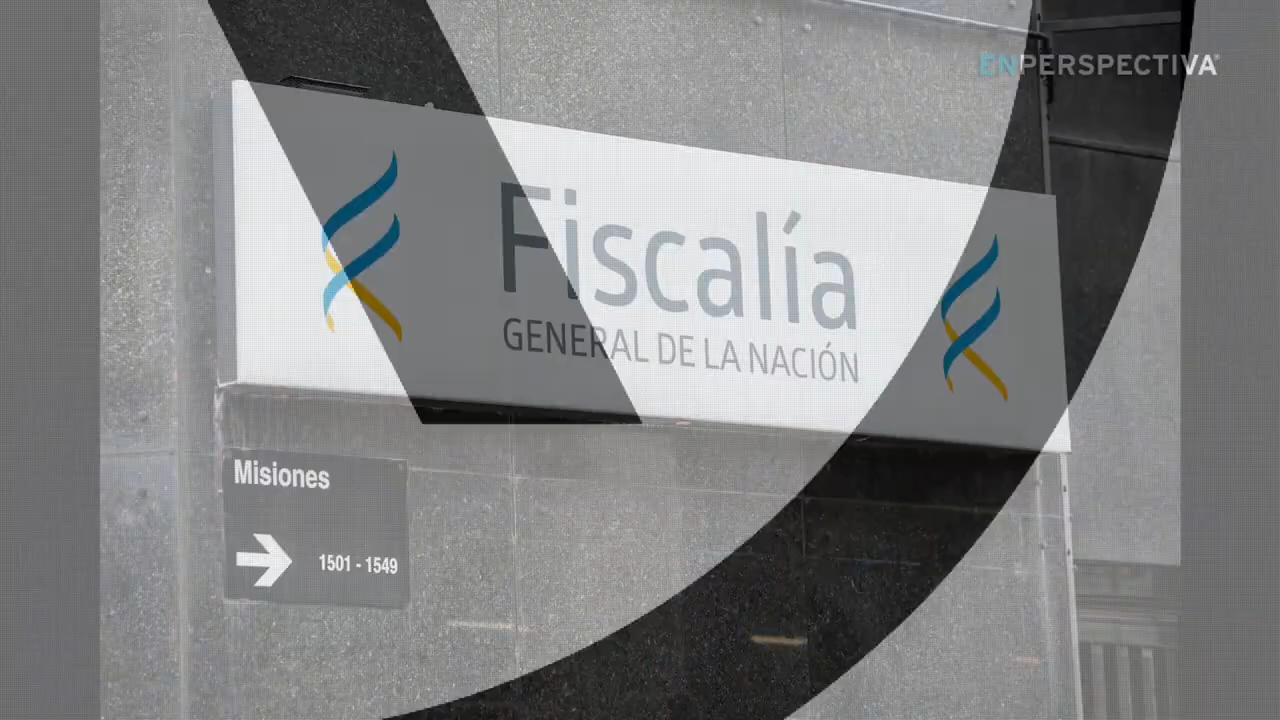 ENPERSPECTIVA
Fiscalía
GENERAL DE LA NACIÓN
Misiones
1501 - 1549